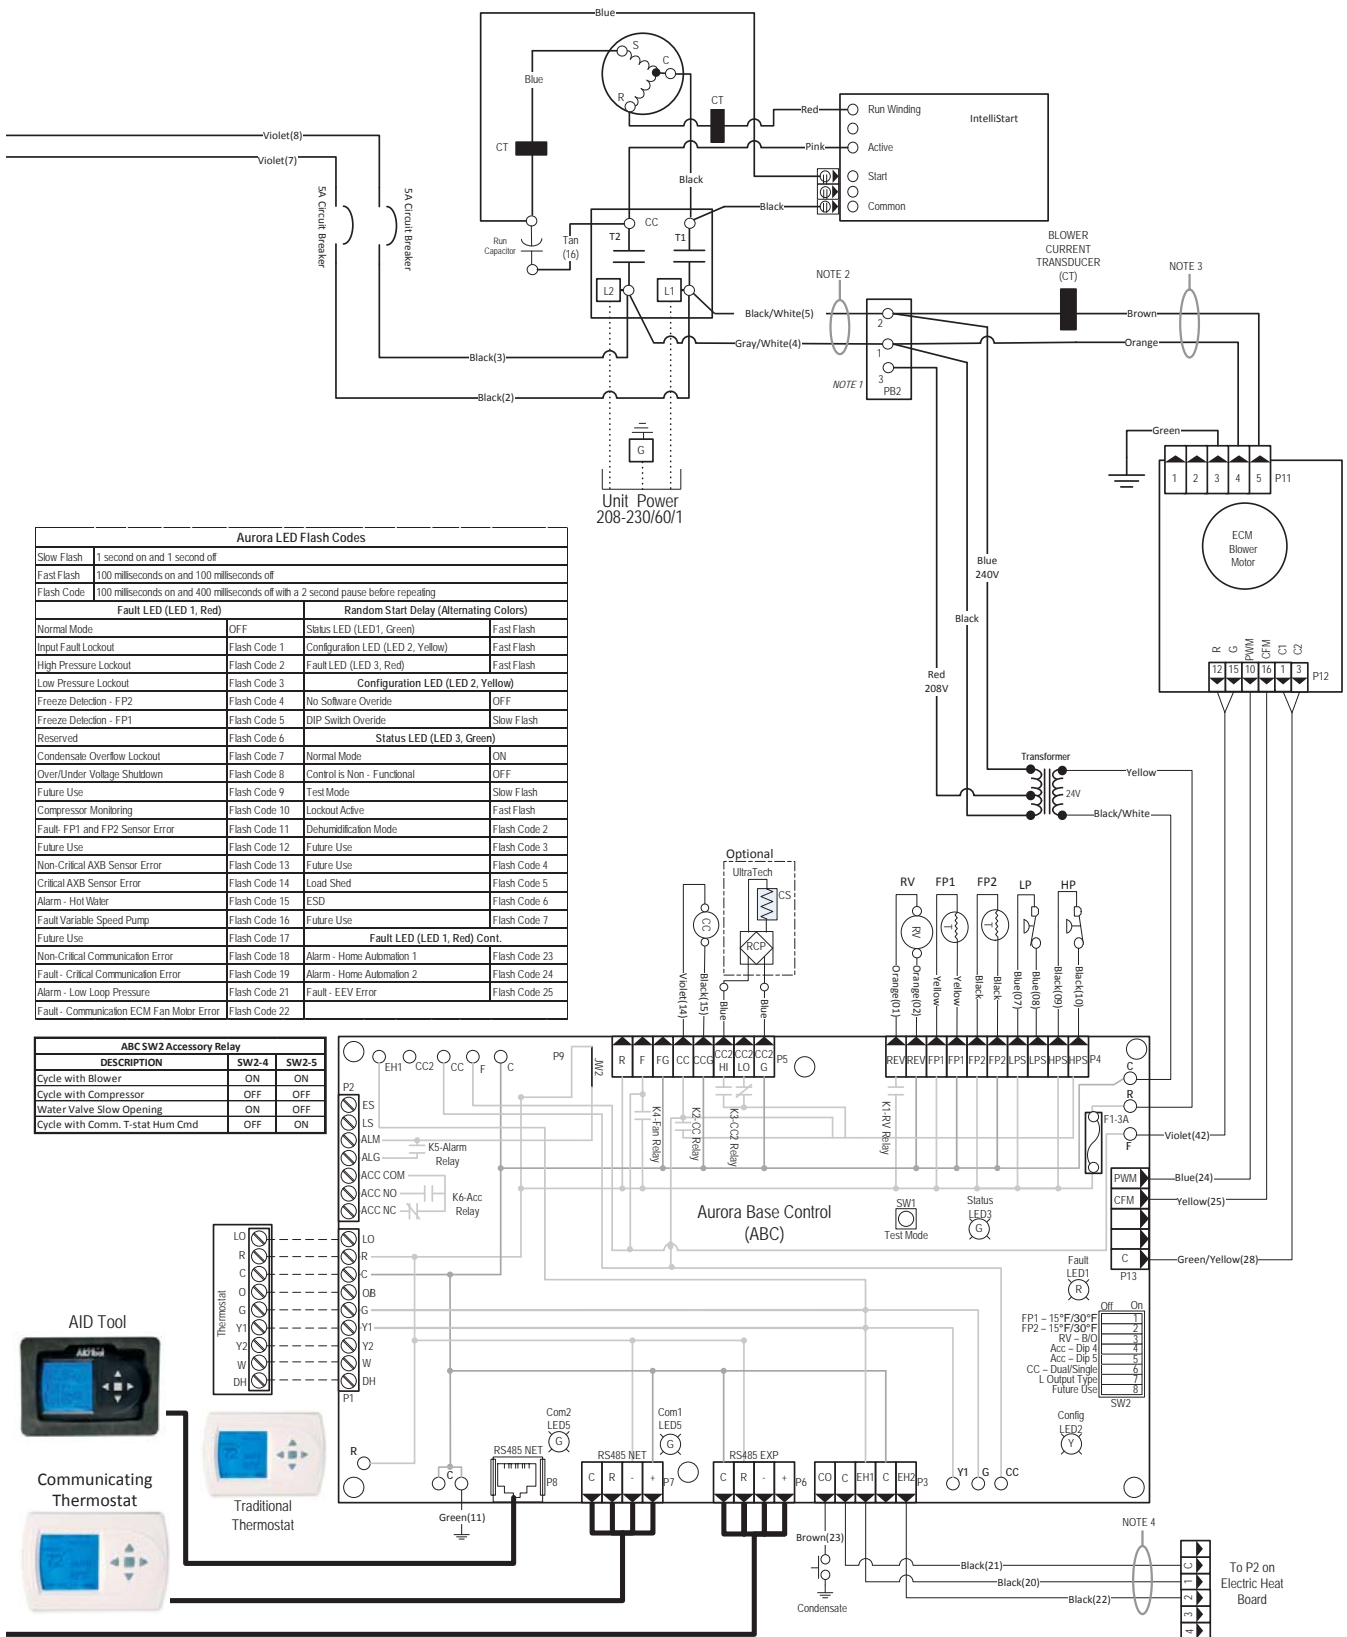 Blue
S
C
R
Blue
CT
CT
Red
Run Winding
IntelliStart
Pink
Active
Start
Black
Common
Black
Violet(8)
Violet(7)
5A Circuit Breaker
5A Circuit Breaker
Run
Capacitor
Tan
(16)
CC
T2
T1
L2
L1
BLOWER
CURRENT
TRANSDUCER
(CT)
NOTE 2
NOTE 3
Black/White(5)
2
Brown
Gray/White(4)
1
Orange
Black(3)
3
NOTE 1
PB2
Black(2)
G
Unit Power
208-230/60/1
Green
1 2 3 4 5 P11
ECM
Blower
Motor
Blue
240V
Black
Red
208V
R G PWM CFM C1 C2
12 15 10 16 1 3 P12
Transformer
24V
Yellow
Black/White
Aurora LED Flash Codes
Slow Flash 1 second on and 1 second off
Fast Flash 100 milliseconds on and 100 milliseconds off
Flash Code 100 milliseconds on and 400 milliseconds off with a 2 second pause before repeating
Fault LED (LED 1, Red) Random Start Delay (Alternating Colors)
Normal Mode OFF Status LED (LED1, Green) Fast Flash
Input Fault Lockout Flash Code 1 Configuration LED (LED 2, Yellow) Fast Flash
High Pressure Lockout Flash Code 2 Fault LED (LED 3, Red) Fast Flash
Low Pressure Lockout Flash Code 3 Configuration LED (LED 2, Yellow)
Freeze Detection - FP2 Flash Code 4 No Software Overide OFF
Freeze Detection - FP1 Flash Code 5 DIP Switch Overide Slow Flash
Reserved Flash Code 6 Status LED (LED 3, Green)
Condensate Overflow Lockout Flash Code 7 Normal Mode ON
Over/Under Voltage Shutdown Flash Code 8 Control is Non - Functional OFF
Future Use Flash Code 9 Test Mode Slow Flash
Compressor Monitoring Flash Code 10 Lockout Active Fast Flash
Fault- FP1 and FP2 Sensor Error Flash Code 11 Dehumidification Mode Flash Code 2
Future Use Flash Code 12 Future Use Flash Code 3
Non-Critical AXB Sensor Error Flash Code 13 Future Use Flash Code 4
Critical AXB Sensor Error Flash Code 14 Load Shed Flash Code 5
Alarm - Hot Water Flash Code 15 ESD Flash Code 6
Fault Variable Speed Pump Flash Code 16 Future Use Flash Code 7
Future Use Flash Code 17 Fault LED (LED 1, Red) Cont.
Non-Critical Communication Error Flash Code 18 Alarm - Home Automation 1 Flash Code 23
Fault - Critical Communication Error Flash Code 19 Alarm - Home Automation 2 Flash Code 24
Alarm - Low Loop Pressure Flash Code 21 Fault - EEV Error Flash Code 25
Fault - Communication ECM Fan Motor Error Flash Code 22
ABC SW2 Accessory Relay
DESCRIPTION SW2-4 SW2-5
Cycle with Blower ON ON
Cycle with Compressor OFF OFF
Water Valve Slow Opening ON OFF
Cycle with Comm. T-stat Hum Cmd OFF ON
Optional
UltraTech
CS
RCP
CC
Violet(14)
Black(15)
Blue
Blue
RV FP1 FP2 LP HP
RV T T
Orange(01)
Orange(02)
Yellow
Yellow
Black
Black
Blue(07)
Blue(08)
Black(09)
Black(10)
EH1 CC2 CC F C
P9
JW2
R F FG CC CCG CC2 HI CC2 LO CC2 G P5
REV REV FP1 FP1 FP2 FP2 LPS LPS HPS HPS P4
C
R
F1-3A
F
Violet(42)
P2
ES
LS
ALM
ALG
ACC COM
ACC NO
ACC NC
K5-Alarm
Relay
K6-Acc
Relay
K4-Fan Relay
K2-CC Relay
K3-CC2 Relay
K1-RV Relay
Aurora Base Control
(ABC)
SW1
Test Mode
Status
LED3
G
PWM
Blue(24)
CFM
Yellow(25)
C
Green/Yellow(28)
P13
Fault
LED1
R
Thermostat
LO LO
R R
C C
O O/B
G G
Y1 Y1
Y2 Y2
W W
DH DH
P1
Off On
FP1 – 15°F/30°F 1
FP2 – 15°F/30°F 2
RV – B/O 3
Acc – Dip 4 4
Acc – Dip 5 5
CC – Dual/Single 6
L Output Type 7
Future Use 8
SW2
Config
LED2
Y
AID Tool
Communicating
Thermostat
Traditional
Thermostat
R
C
Green(11)
RS485 NET
P8
Com2
LED5
G
RS485 NET
C R - + P7
Com1
LED5
G
RS485 EXP
C R - + P6
CO C EH1 C EH2 P3
Y1 G CC
Brown(23)
Condensate
Black(21)
Black(20)
Black(22)
NOTE 4
C
1
2
3
4
To P2 on
Electric Heat
Board